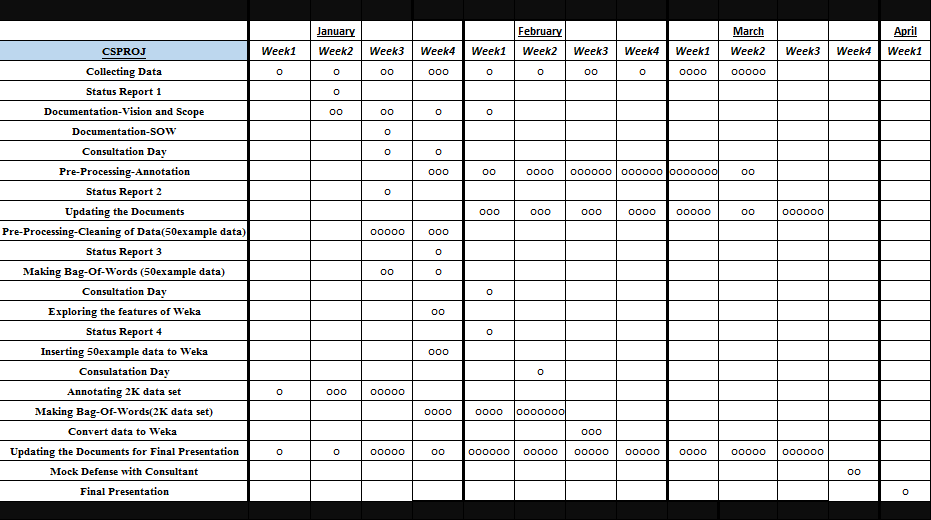 January February March April
CSPROJ Week1 Week2 Week3 Week4 Week1 Week2 Week3 Week4 Week1 Week2 Week3 Week4 Week1
Collecting Data o o oo ooo o o oo o oooo ooooo
Status Report 1 o
Documentation-Vision and Scope oo oo o o
Documentation-SOW o
Consultation Day o o
Pre-Processing-Annotation ooo oo oooo oooooo oooooo ooooooo oo
Status Report 2 o
Updating the Documents ooo ooo ooo oooo ooooo oo oooooo
Pre-Processing-Cleaning of Data(50example data) ooooo ooo
Status Report 3 o
Making Bag-Of-Words (50example data) oo o
Consultation Day o
Exploring the features of Weka oo
Status Report 4 o
Inserting 50example data to Weka ooo
Consulatation Day o
Annotating 2K data set o ooo ooooo
Making Bag-Of-Words(2K data set) oooo oooo ooooooo
Convert data to Weka ooo
Updating the Documents for Final Presentation o o ooooo oo oooooo ooooo ooooo ooooo oooo ooooo oooooo
Mock Defense with Consultant oo
Final Presentation o